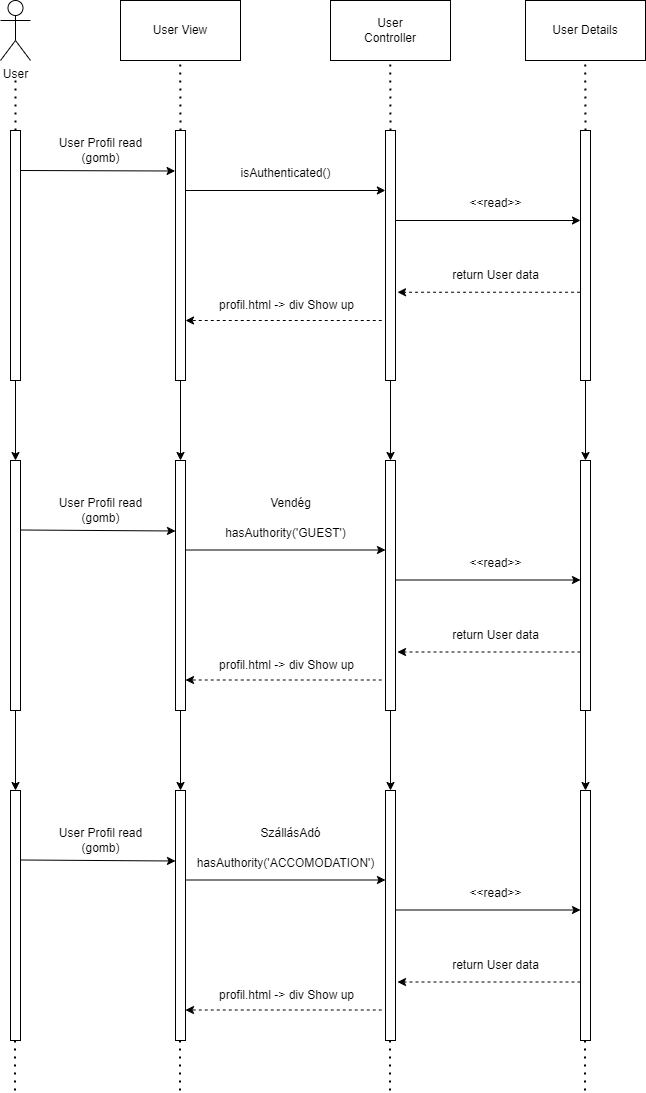 User View
User
Controller
User Details
User
User Profil read
(gomb)
isAuthenticated()
<<read>>
return User data
profil.html -> div Show up
User Profil read
(gomb)
Vendég
hasAuthority('GUEST')
<<read>>
return User data
profil.html -> div Show up
User Profil read
(gomb)
SzállásAdó
hasAuthority('ACCOMODATION')
<<read>>
return User data
profil.html -> div Show up